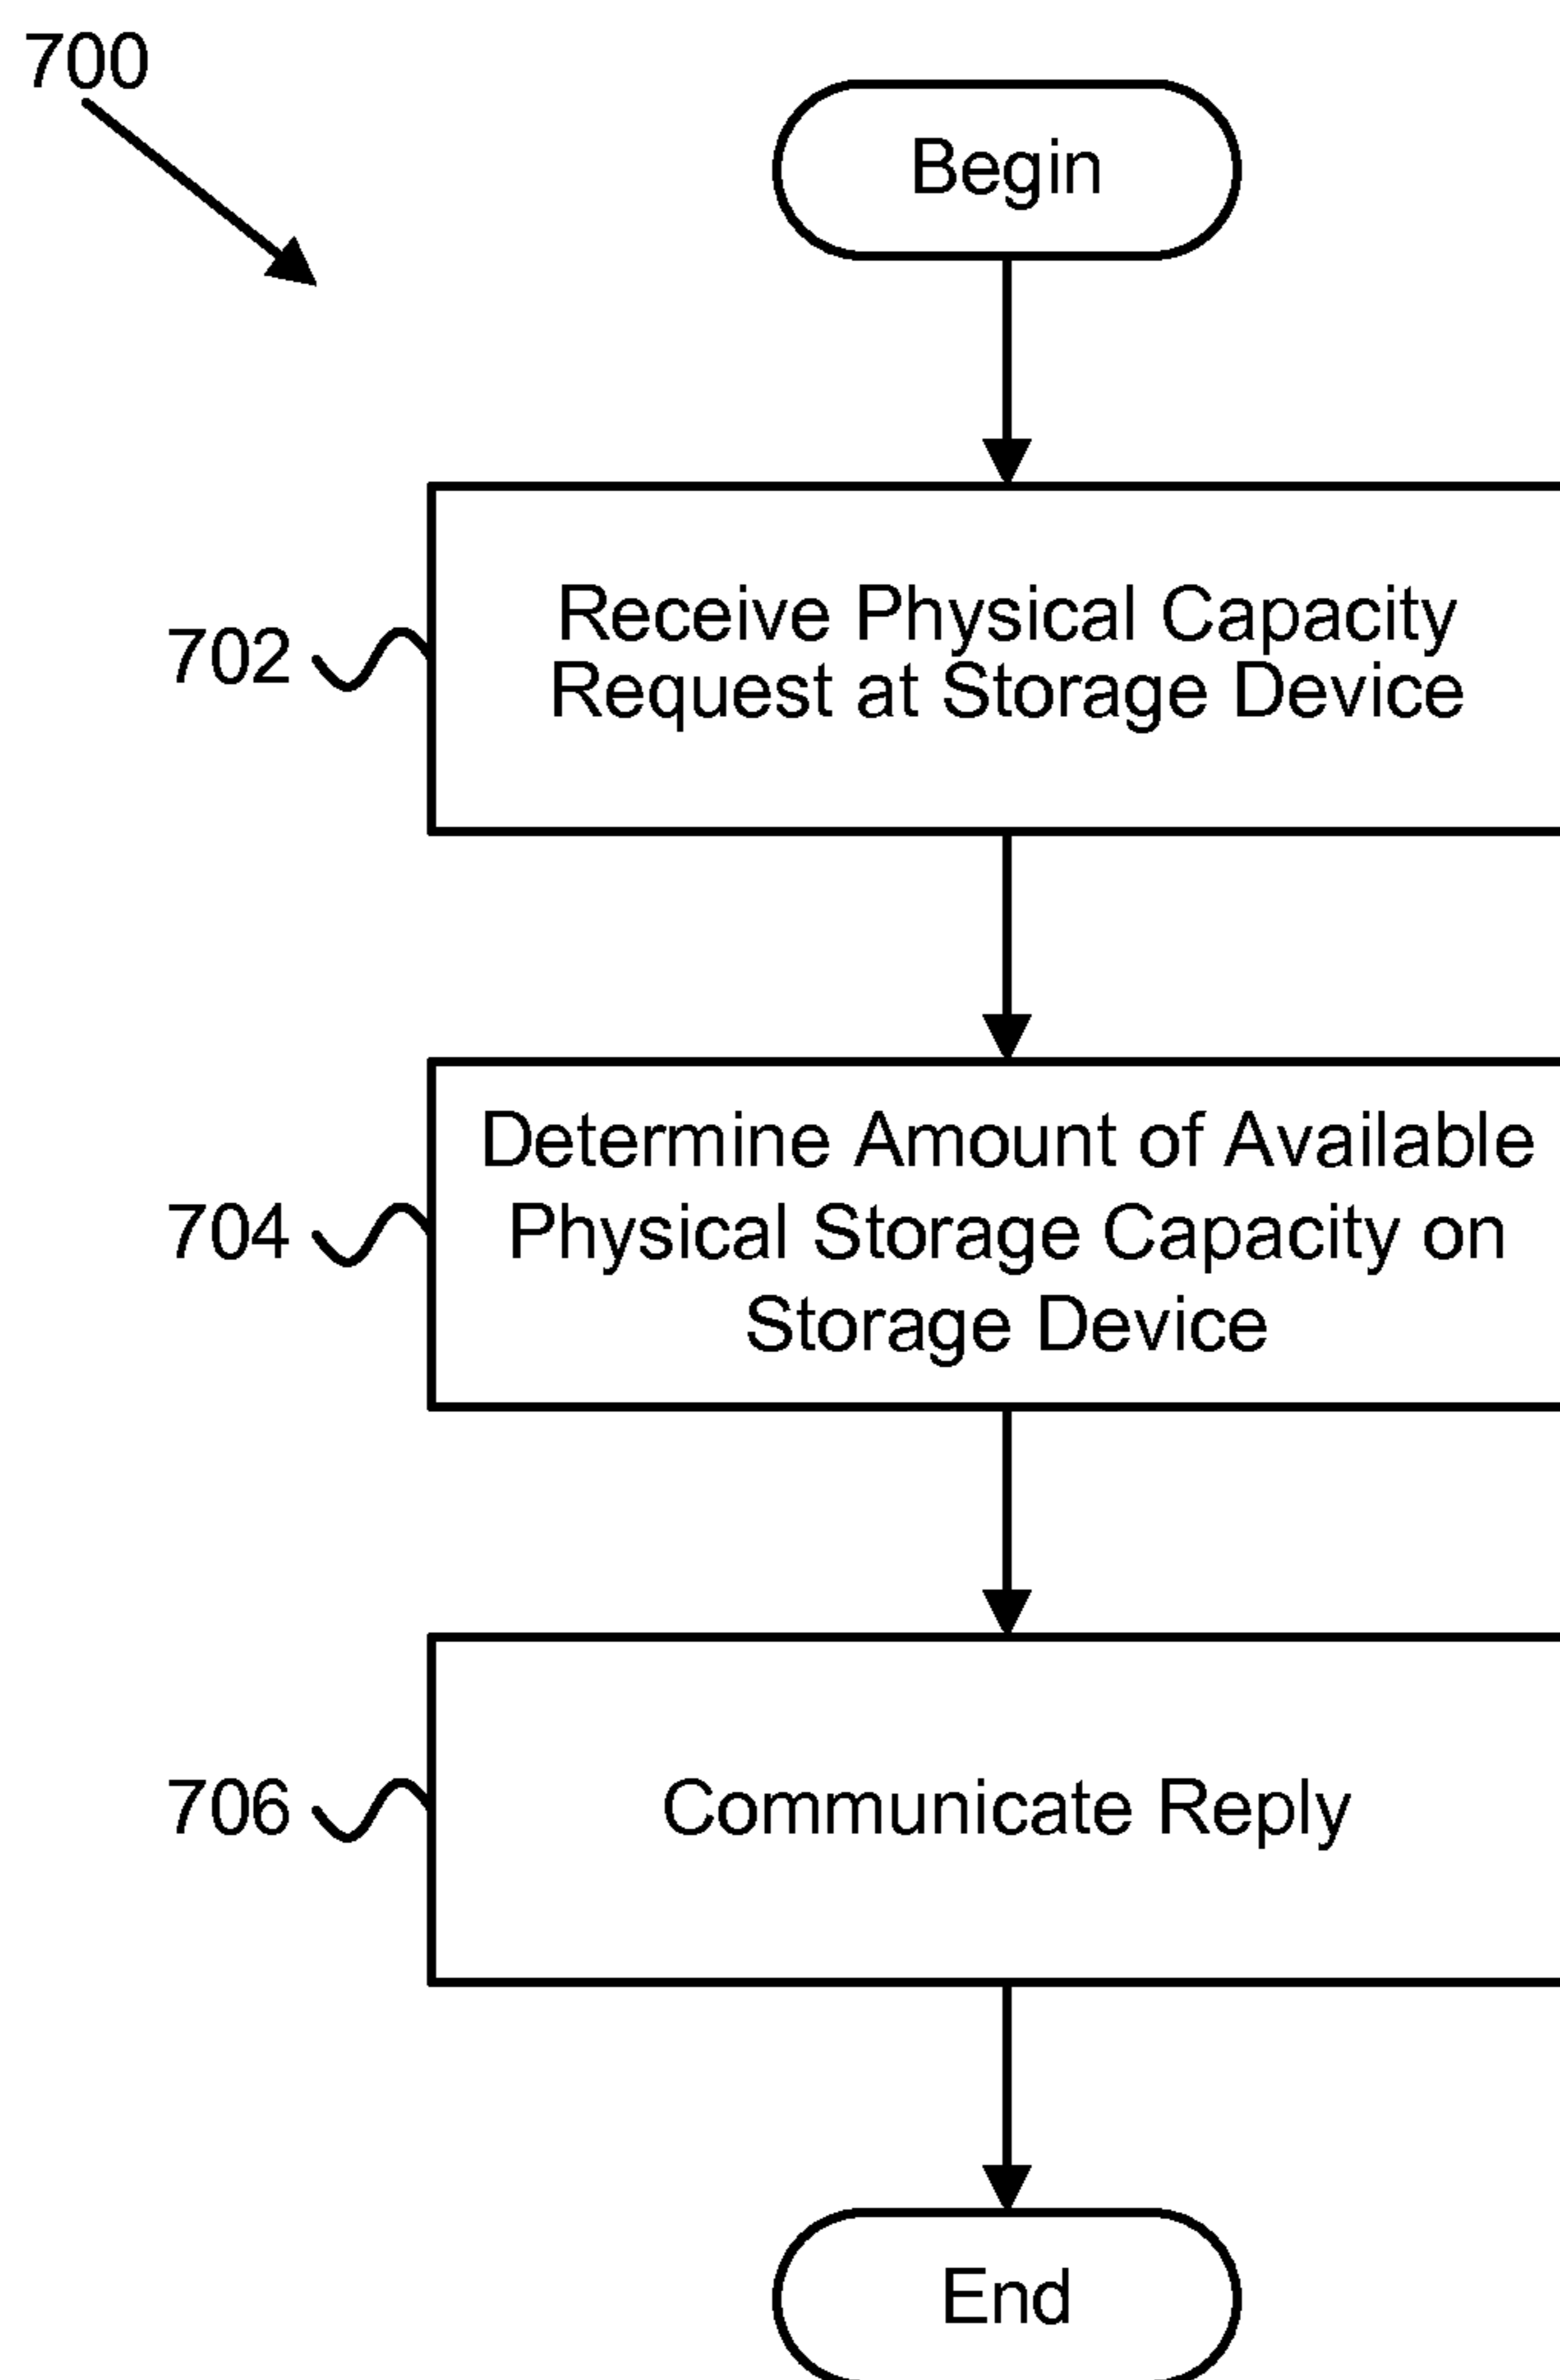 700
Begin
702
Receive Physical Capacity
Request at Storage Device
704
Determine Amount of Available
Physical Storage Capacity on
Storage Device
706
Communicate Reply
End